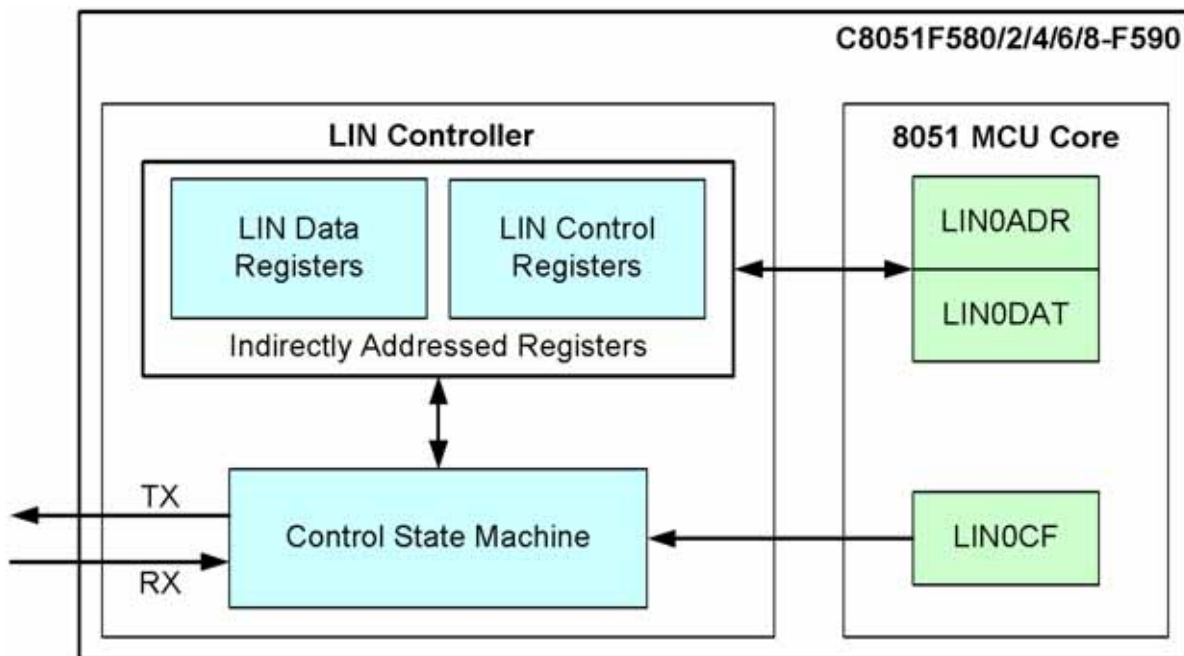 C8051F580/2/4/6/8-F590
LIN Controller
8051 MCU Core
LIN Data
Registers
LIN Control
Registers
Indirectly Addressed Registers
LIN0ADR
LIN0DAT
TX
RX
Control State Machine
LIN0CF